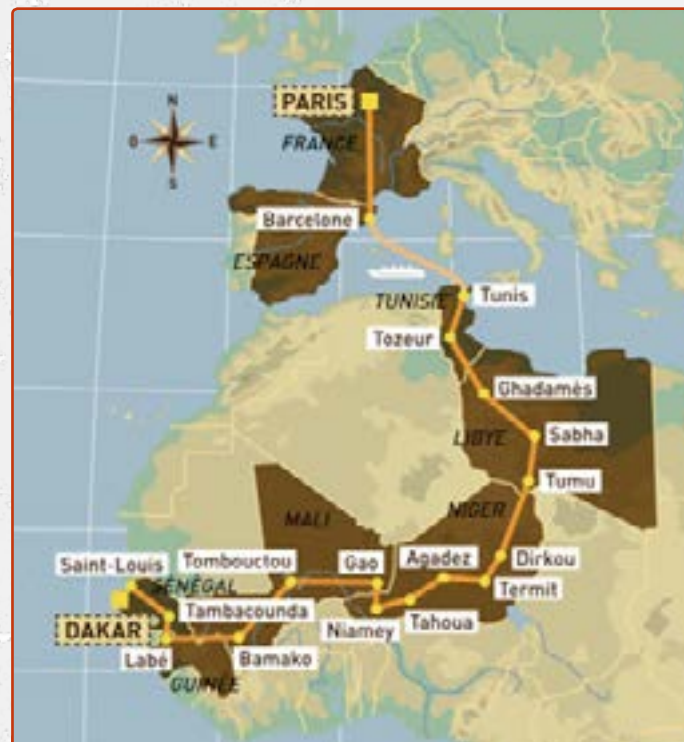 N
O E
S
PARIS
FRANCE
Barcelone
ESPAGNE
TUNISIE
Tunis
Tozeur
Ghadamès
LIBYE
Sabha
Tumu
MALI
NIGER
Saint-Louis
Tombouctou
Gao
Agadez
Dirkou
SÉNÉGAL
Tambacounda
Termit
DAKAR
Niamey
Tahoua
Labé
Bamako
GUINÉE